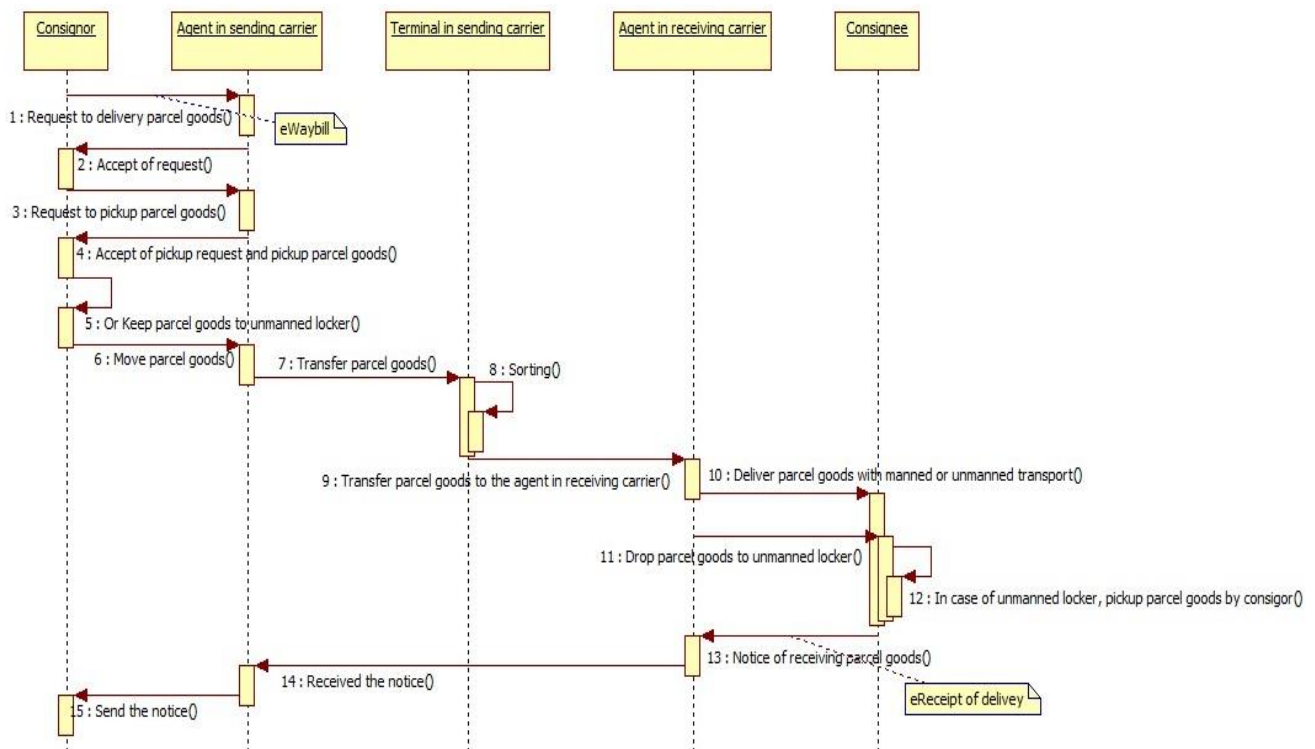 Consignor
Agent in sending carrier
Terminal in sending carrier
Agent in receiving carrier
Consignee
1 : Request to delivery parcel goods()
eWaybill
2 : Accept of request()
3 : Request to pickup parcel goods()
4 : Accept of pickup request and pickup parcel goods()
5 : Or Keep parcel goods to unmanned locker()
6 : Move parcel goods()
7 : Transfer parcel goods()
8 : Sorting()
9 : Transfer parcel goods to the agent in receiving carrier()
10 : Deliver parcel goods with manned or unmanned transport()
11 : Drop parcel goods to unmanned locker()
12 : In case of unmanned locker, pickup parcel goods by consigor()
13 : Notice of receiving parcel goods()
14 : Received the notice()
eReceipt of delivey
15 : Send the notice()